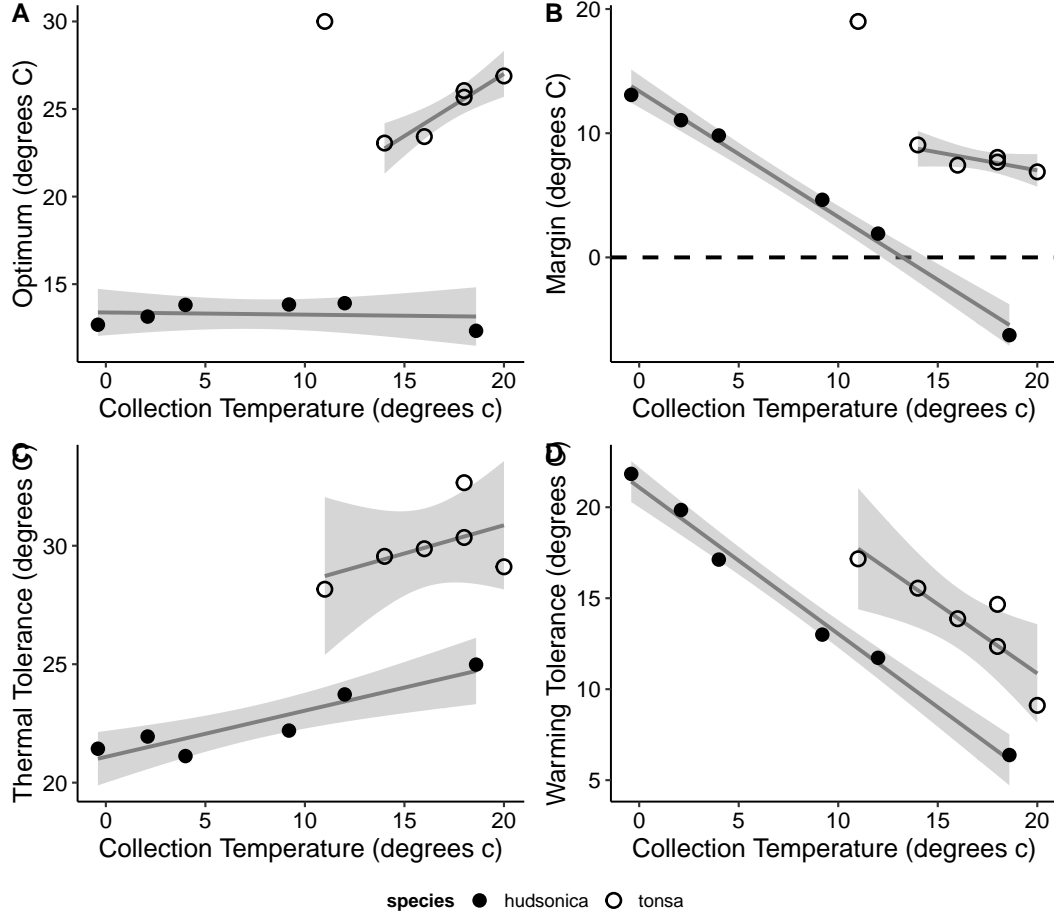 A
B
Optimum (degrees C)
30
25
20
15
0
5
10
15
20
Collection Temperature (degrees c)
Margin (degrees C)
20
10
0
0
5
10
15
20
Collection Temperature (degrees c)
C
D
Thermal Tolerance (degrees C)
30
25
20
0
5
10
15
20
Collection Temperature (degrees c)
Warming Tolerance (degrees C)
20
15
10
5
0
5
10
15
20
Collection Temperature (degrees c)
species hudsonica tonsa